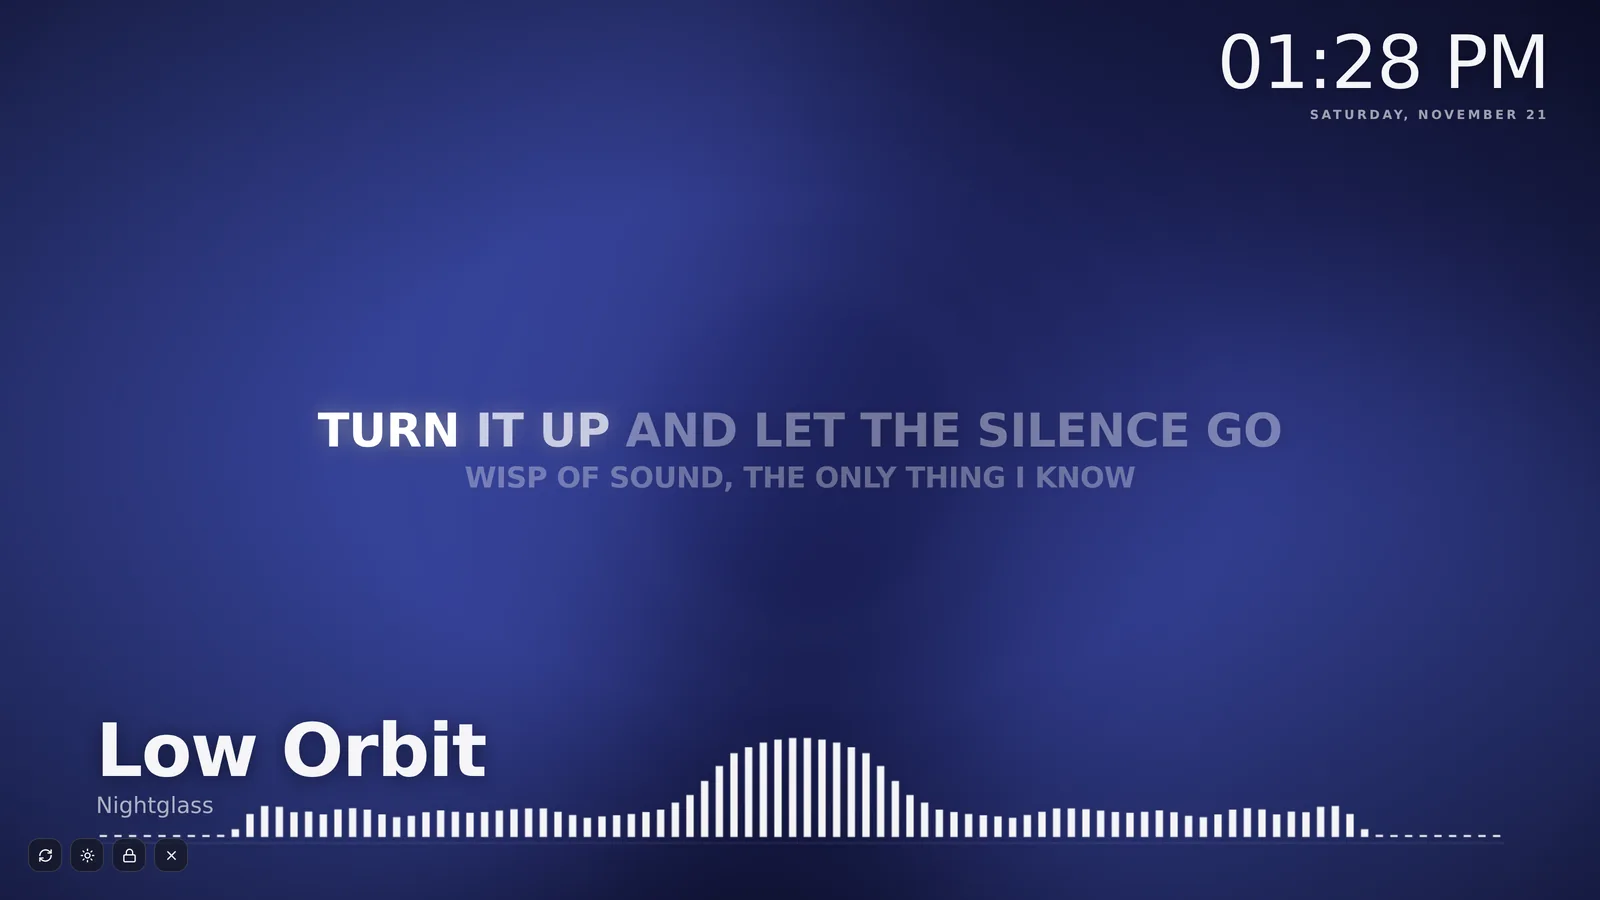 01:28 PM
SATURDAY, NOVEMBER 21
TURN IT UP AND LET THE SILENCE GO
WISP OF SOUND, THE ONLY THING I KNOW
Low Orbit
Nightglass